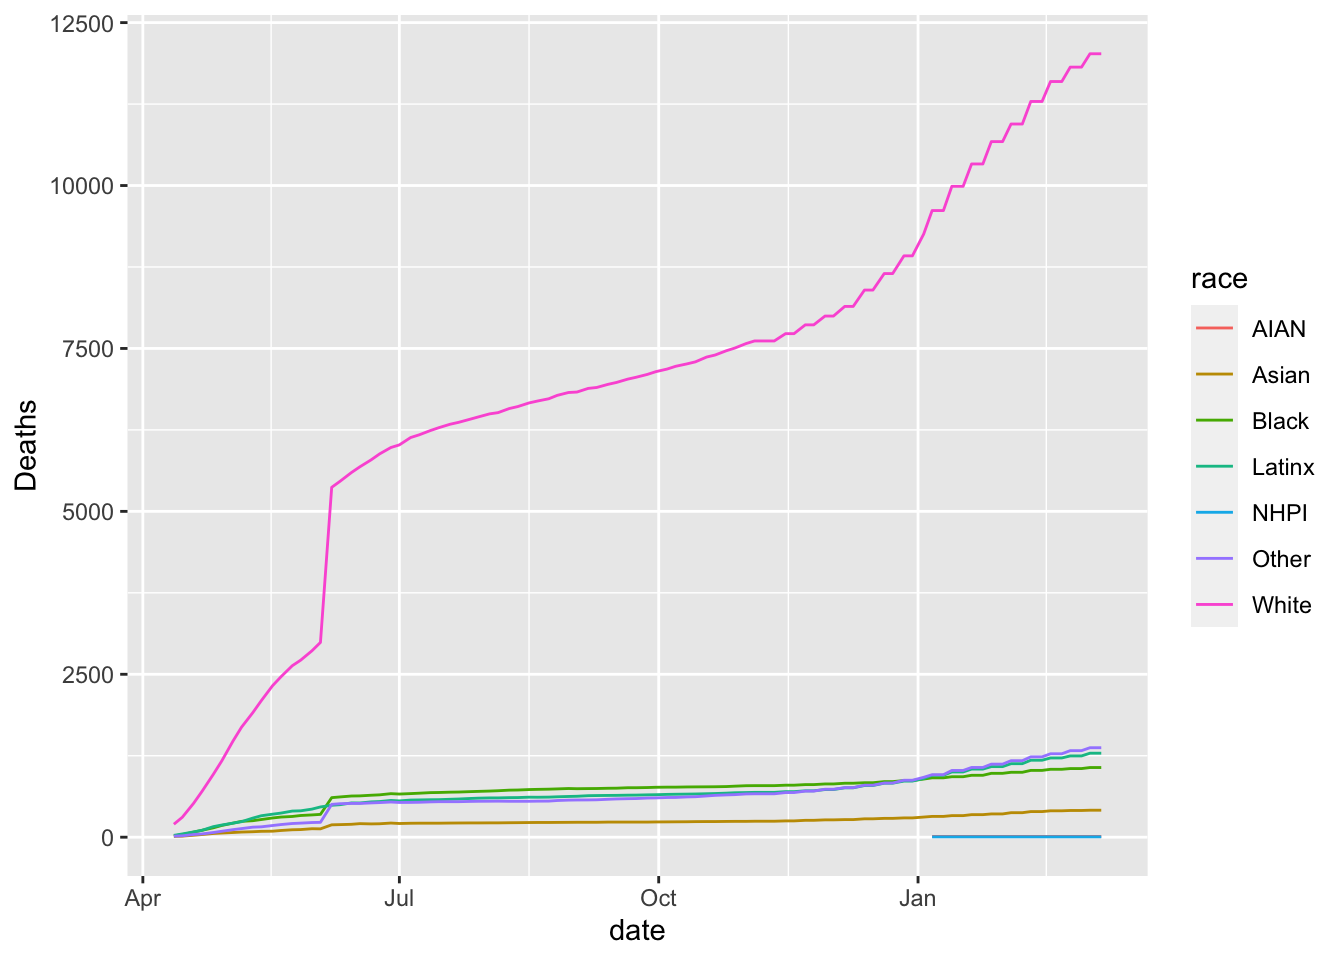 12500
10000
7500
5000
2500
0
Deaths
Apr
Jul
Oct
Jan
date
race
AIAN
Asian
Black
Latinx
NHPI
Other
White